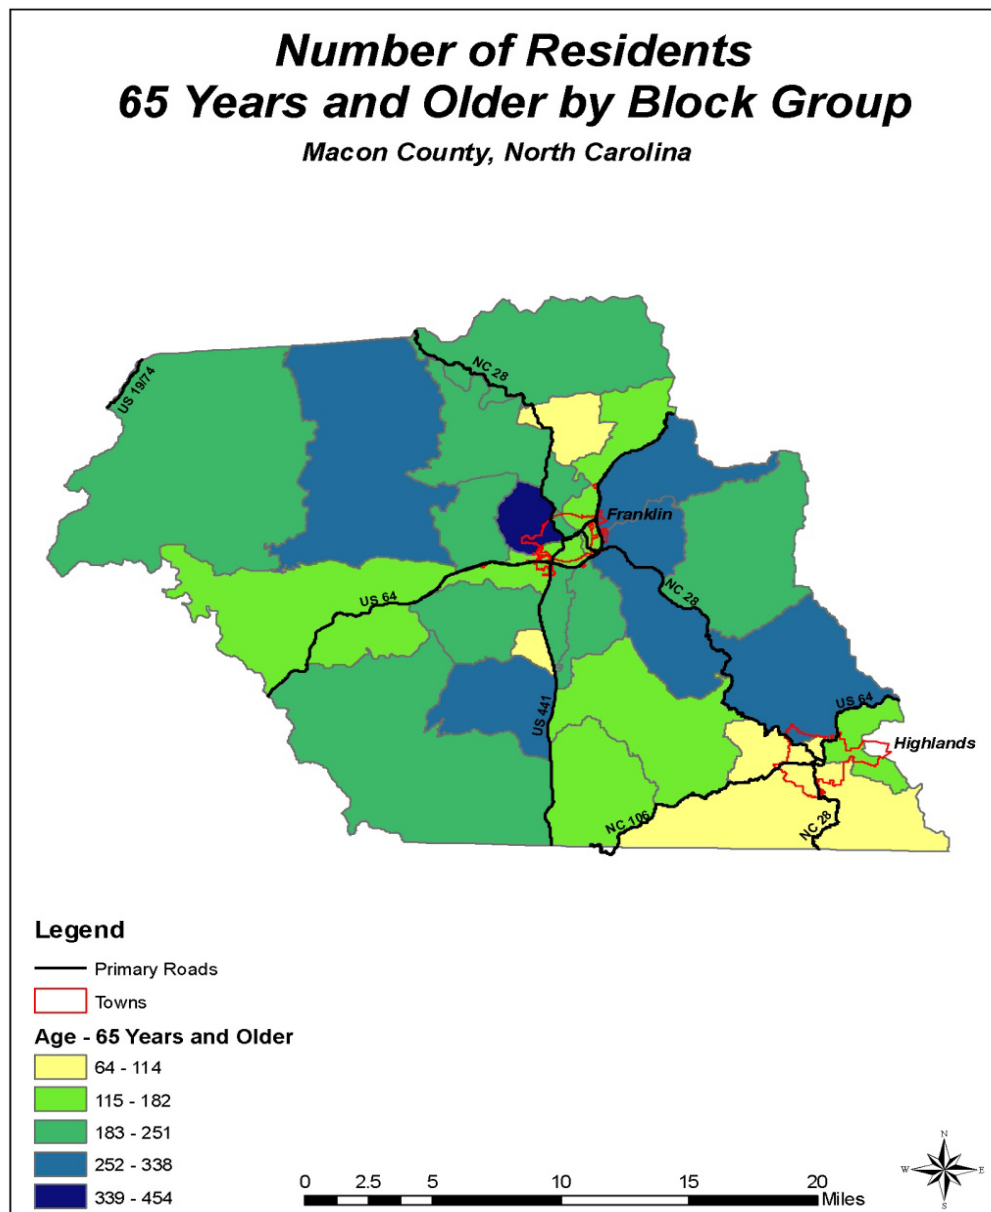 Number of Residents
65 Years and Older by Block Group
Macon County, North Carolina
NC 28
US 19/74
Franklin
NC 28
US 64
US 441
US 64
Highlands
NC 106
NC 28
Legend
Primary Roads
Towns
Age - 65 Years and Older
64 - 114
115 - 182
183 - 251
252 - 338
339 - 454
0 2.5 5 10 15 20
Miles
N
W E
S